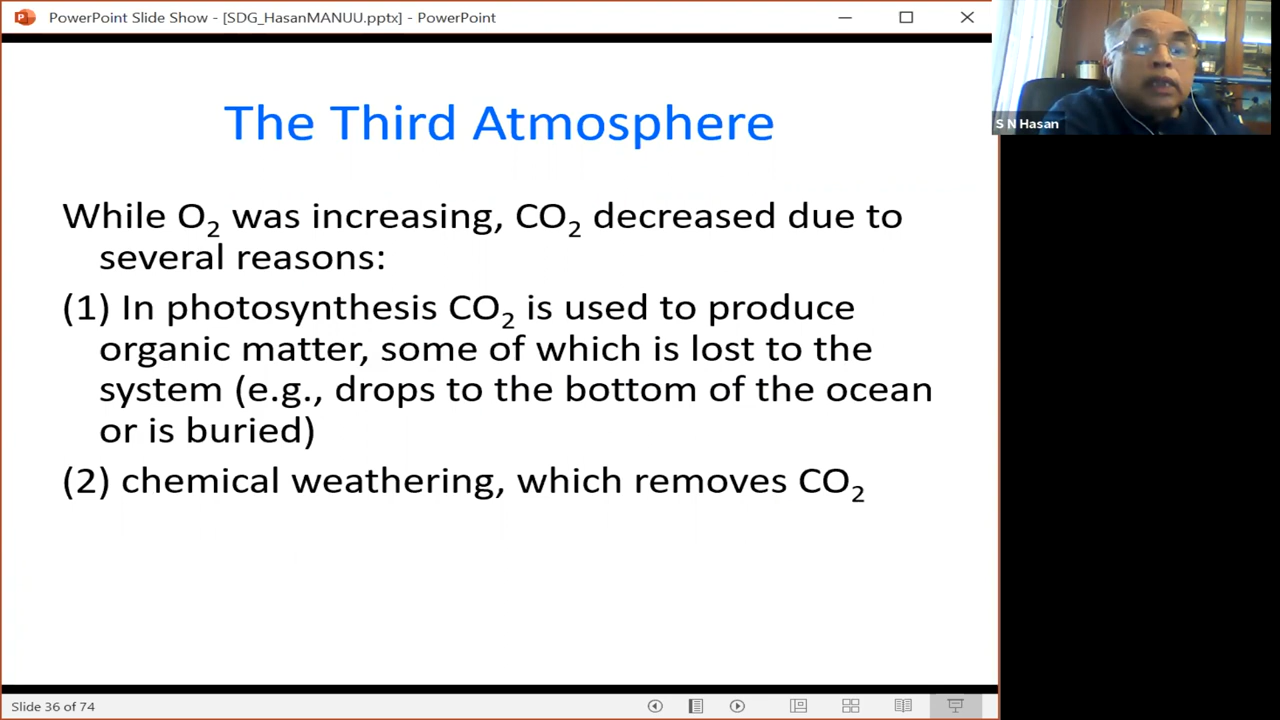 PowerPoint Slide Show - [SDG_HasanMANUU.pptx] - PowerPoint
S N Hasan
The Third Atmosphere
While O₂ was increasing, CO₂ decreased due to
several reasons:
(1) In photosynthesis CO₂ is used to produce
organic matter, some of which is lost to the
system (e.g., drops to the bottom of the ocean
or is buried)
(2) chemical weathering, which removes CO₂
Slide 36 of 74